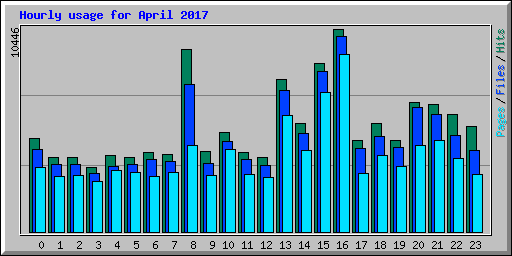 Hourly usage for April 2017
10446
Pages/Files/Hits
0 1 2 3 4 5 6 7 8 9 10 11 12 13 14 15 16 17 18 19 20 21 22 23